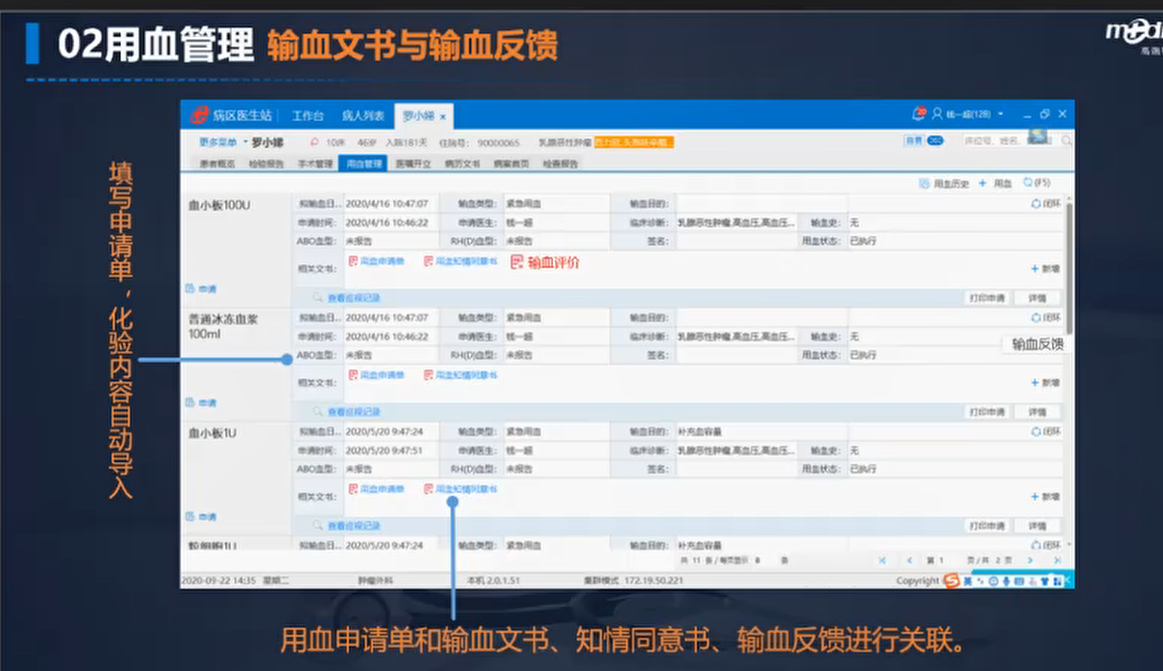 02用血管理 输血文书与输血反馈
病区医生站 工作台 病人列表 罗小娣 ×
更多菜单 罗小娣 10床 46岁 入院181天 住院号: 90000065 乳腺恶性肿瘤
自费
患者概览 检验报告 手术管理 用血管理 医嘱开立 病历文书 病案首页 检查报告
用血历史 + 用血 (F5)
血小板100U
拟输血日... 2020/4/16 10:47:07 输血类型: 紧急用血 输血目的: 闭环
申请时间: 2020/4/16 10:46:22 申请医生: 钱一超 临床诊断: 乳腺恶性肿瘤,高血压,高血压... 输血史: 无
ABO血型: 未报告 RH(D)血型: 未报告 签名: 用血状态: 已执行
相关文书: 用血申请单 用血知情同意书 输血评价 + 新增
申请
查看巡视记录 打印申请 详情
普通冰冻血浆
100ml
拟输血日... 2020/4/16 10:47:07 输血类型: 紧急用血 输血目的: 闭环
申请时间: 2020/4/16 10:46:22 申请医生: 钱一超 临床诊断: 乳腺恶性肿瘤,高血压,高血压... 输血史: 无
ABO血型: 未报告 RH(D)血型: 未报告 签名: 用血状态: 已执行
输血反馈
相关文书: 用血申请单 用血知情同意书 + 新增
申请
查看巡视记录 打印申请 详情
血小板1U
拟输血日... 2020/5/20 9:47:24 输血类型: 紧急用血 输血目的: 补充血容量 闭环
申请时间: 2020/5/20 9:47:51 申请医生: 钱一超 临床诊断: 乳腺恶性肿瘤,高血压,高血压... 输血史: 无
ABO血型: 未报告 RH(D)血型: 未报告 签名: 用血状态: 已执行
相关文书: 用血申请单 用血知情同意书 + 新增
申请
查看巡视记录 打印申请 详情
拟输血日... 2020/5/20 9:47:24 输血类型: 紧急用血 输血目的: 补充血容量 闭环
共 11 条 / 每页显示 8 条 第 1 页/共 2 页
2020-09-22 14:35 星期二 肿瘤外科 本机 2.0.1.51 集群模式 172.19.50.221 Copyright
填写申请单，化验内容自动导入
用血申请单和输血文书、知情同意书、输血反馈进行关联。